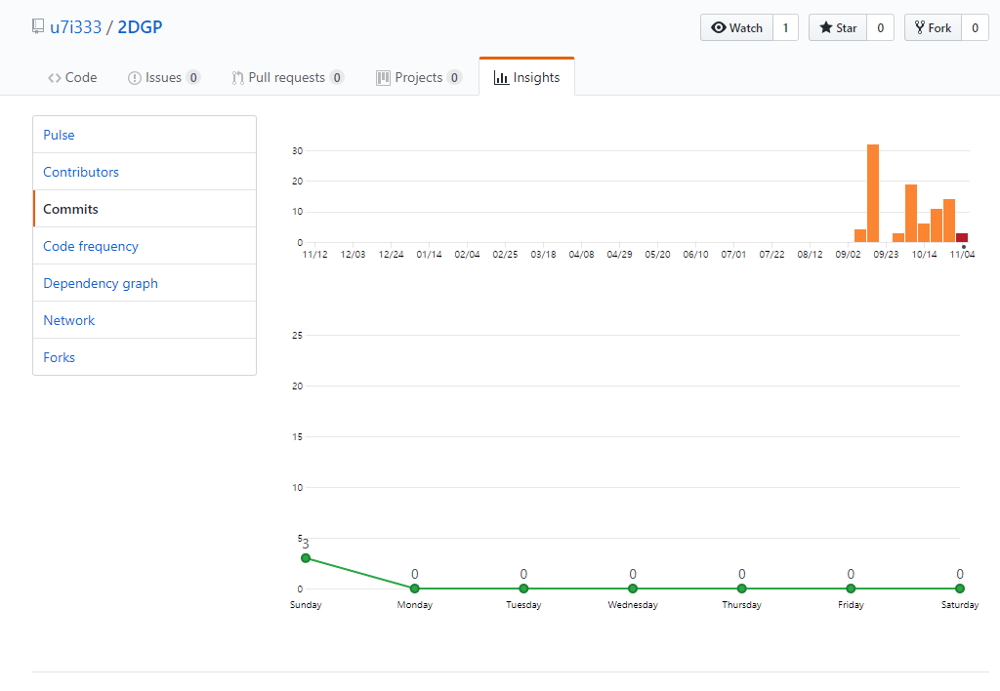 u7i333 / 2DGP
Watch 1 Star 0 Fork 0
Code Issues 0 Pull requests 0 Projects 0 Insights
Pulse
Contributors
Commits
Code frequency
Dependency graph
Network
Forks
30
20
10
0
11/12 12/03 12/24 01/14 02/04 02/25 03/18 04/08 04/29 05/20 06/10 07/01 07/22 08/12 09/02 09/23 10/14 11/04
25
20
15
10
5
3
0 0 0 0 0 0
0
Sunday Monday Tuesday Wednesday Thursday Friday Saturday